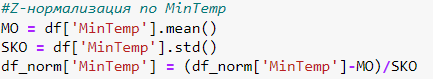 #Z-нормализация по MinTemp
MO = df['MinTemp'].mean()
SKO = df['MinTemp'].std()
df_norm['MinTemp'] = (df_norm['MinTemp']-MO)/SKO